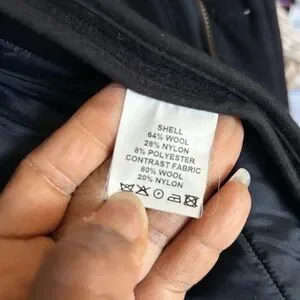 SHELL
64% WOOL
28% NYLON
8% POLYESTER
CONTRAST FABRIC
80% WOOL
20% NYLON